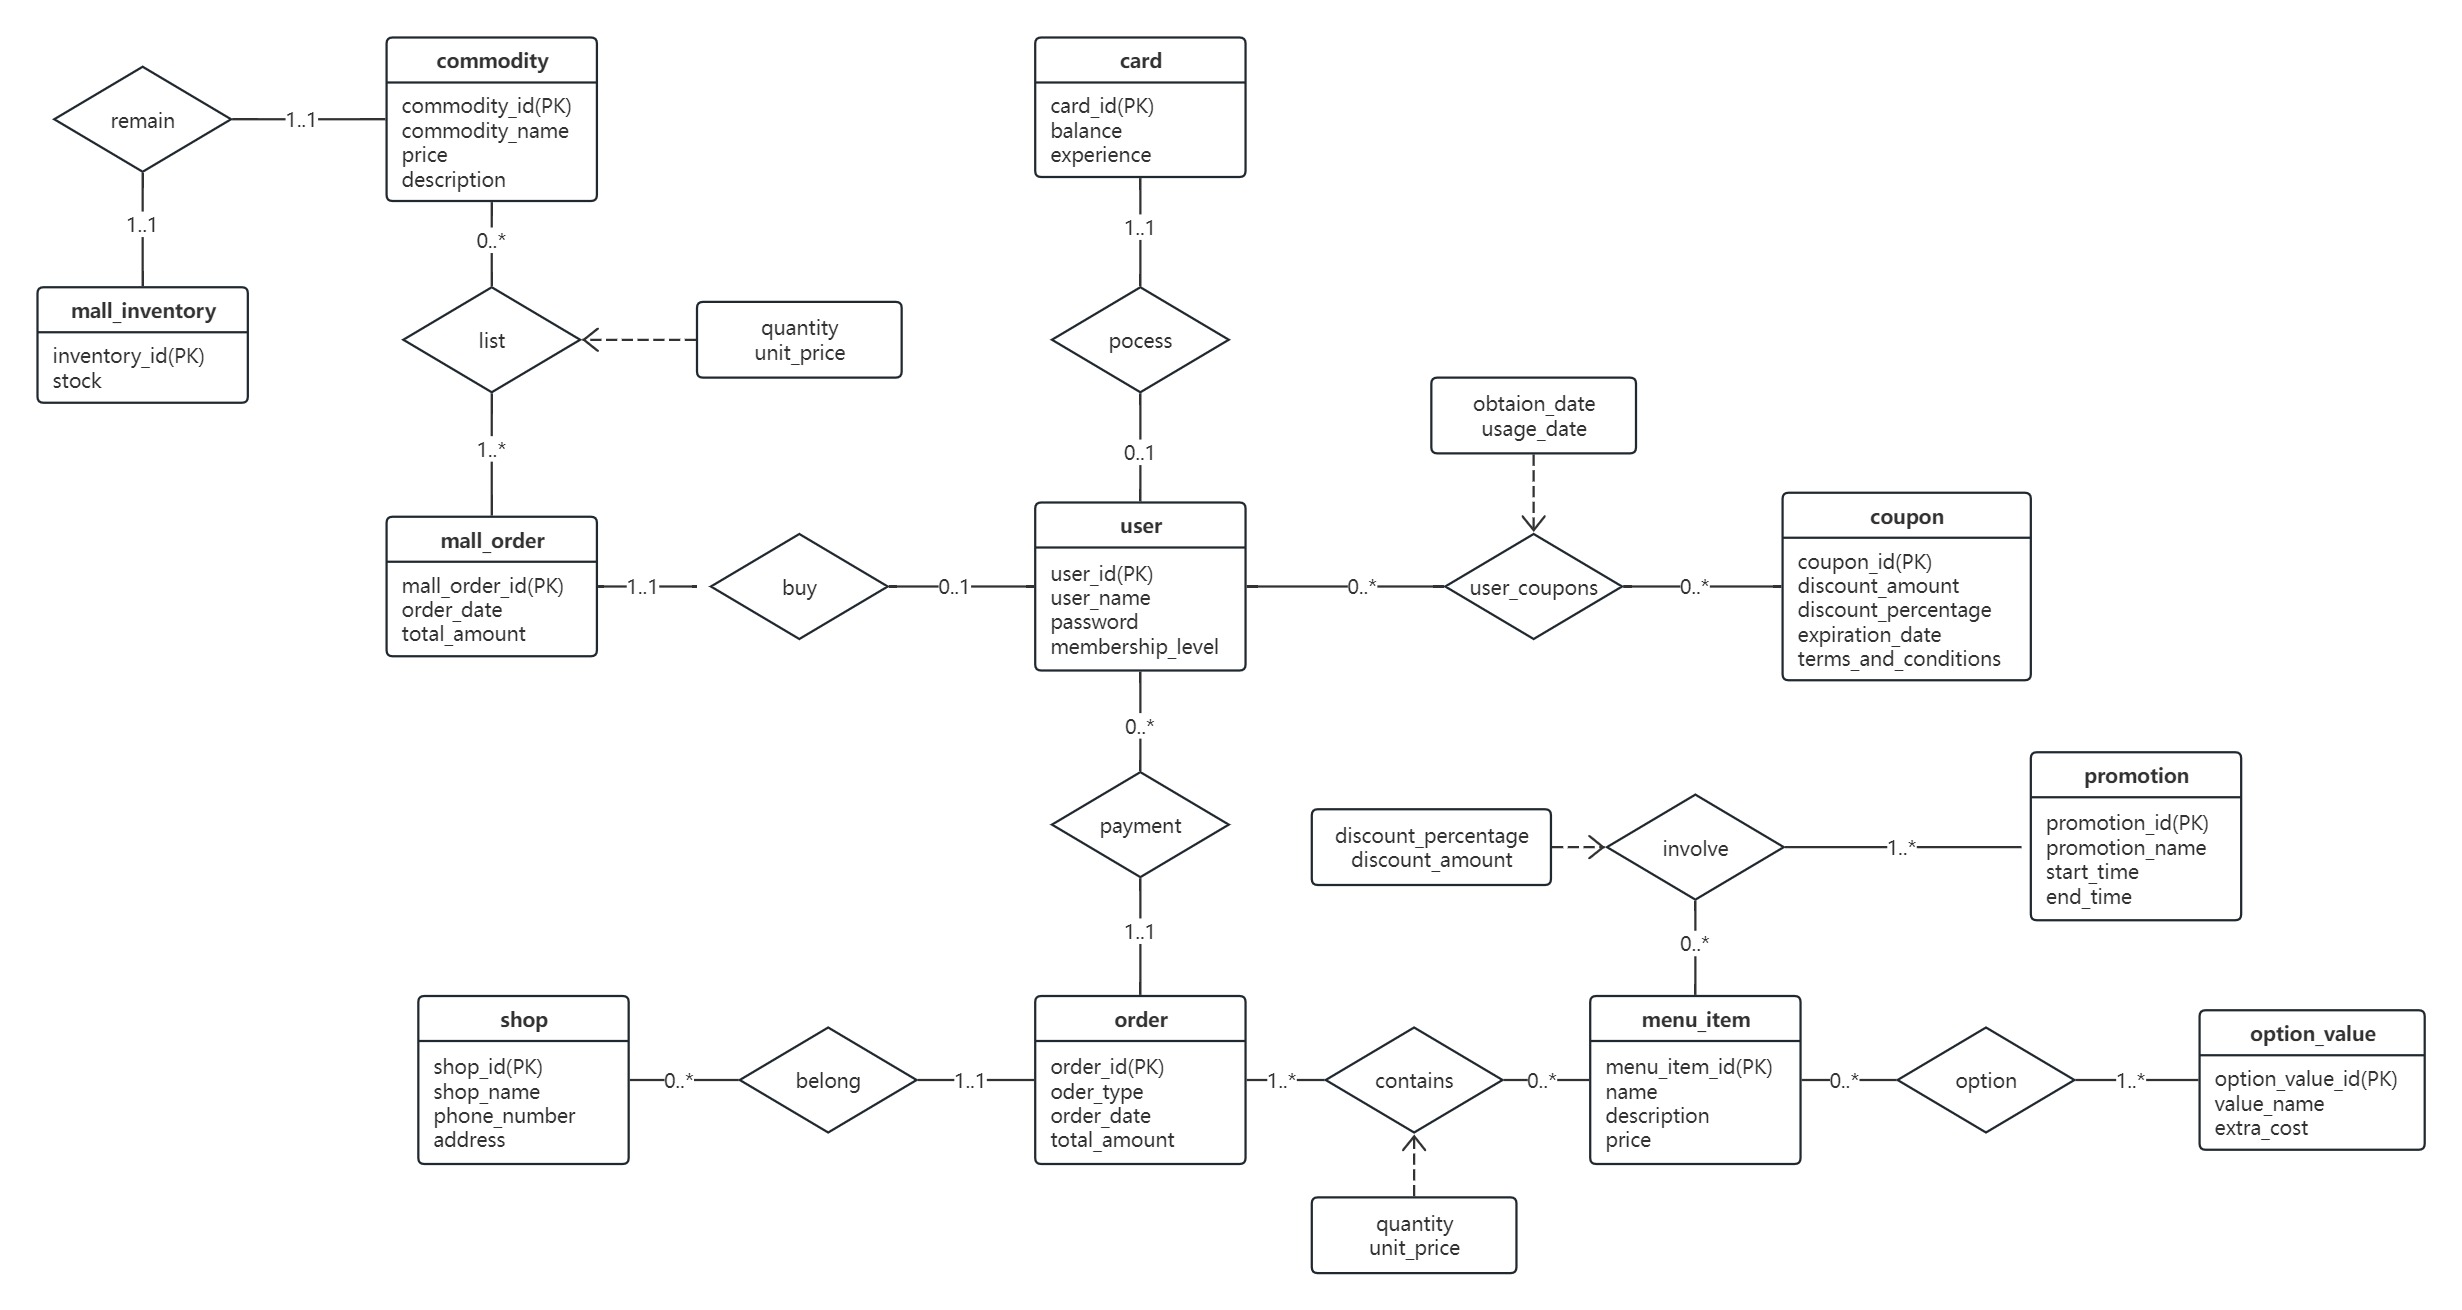 commodity
commodity_id(PK)
commodity_name
price
description
card
card_id(PK)
balance
experience
remain
1..1
1..1
mall_inventory
inventory_id(PK)
stock
0..*
list
quantity
unit_price
1..*
1..1
pocess
0..1
obtaion_date
usage_date
mall_order
mall_order_id(PK)
order_date
total_amount
1..1
buy
0..1
user
user_id(PK)
user_name
password
membership_level
0..*
user_coupons
0..*
coupon
coupon_id(PK)
discount_amount
discount_percentage
expiration_date
terms_and_conditions
0..*
payment
1..1
discount_percentage
discount_amount
involve
1..*
promotion
promotion_id(PK)
promotion_name
start_time
end_time
0..*
shop
shop_id(PK)
shop_name
phone_number
address
0..*
belong
1..1
order
order_id(PK)
oder_type
order_date
total_amount
1..*
contains
0..*
menu_item
menu_item_id(PK)
name
description
price
0..*
option
1..*
option_value
option_value_id(PK)
value_name
extra_cost
quantity
unit_price